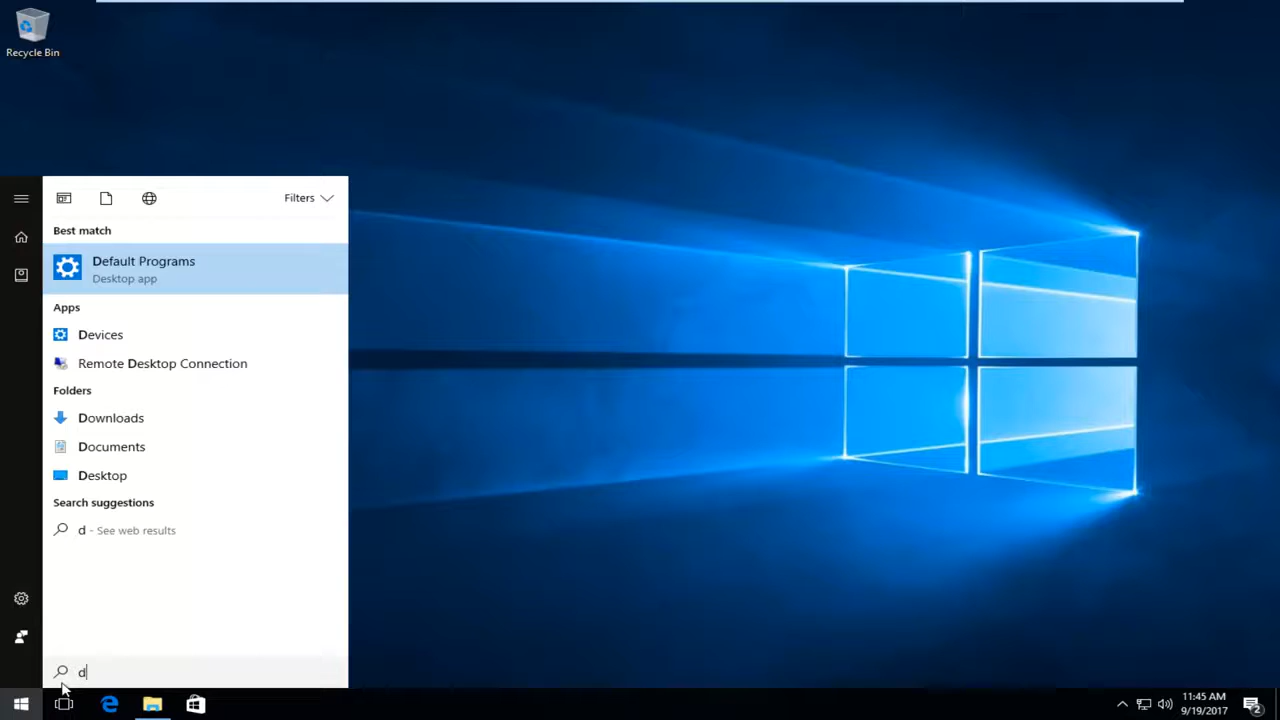 Recycle Bin
Filters
Best match
Default Programs
Desktop app
Apps
Devices
Remote Desktop Connection
Folders
Downloads
Documents
Desktop
Search suggestions
d - See web results
d
11:45 AM
9/19/2017
2